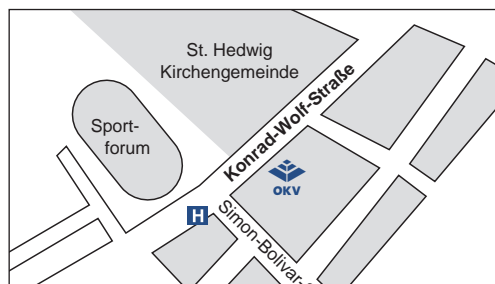 St. Hedwig
Kirchengemeinde
Sport-
forum
Konrad-Wolf-Straße
OKV
H
Simon-Bolivar-